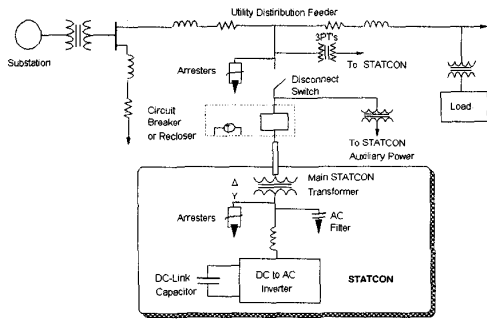 Utility Distribution Feeder
3PT's
Substation
Arresters
To STATCON
Disconnect
Switch
Circuit
Breaker
or Recloser
Load
To STATCON
Auxiliary Power
Main STATCON
Transformer
Δ
Y
Arresters
AC
Filter
DC-Link
Capacitor
DC to AC
Inverter
STATCON